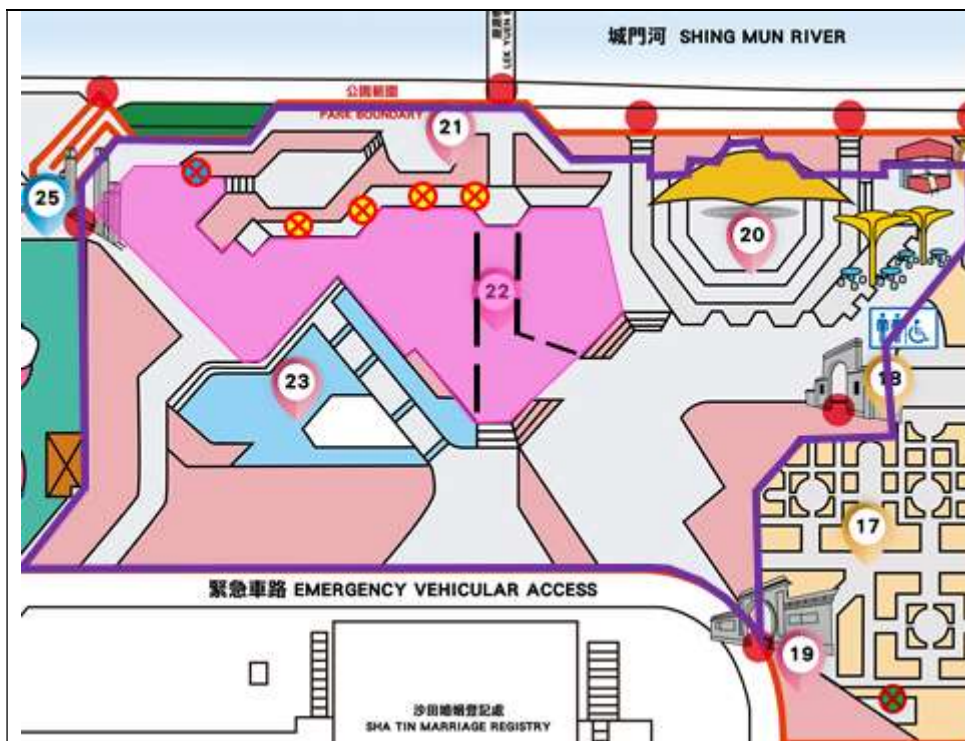 城門河 SHING MUN RIVER
LEK YUEN
公園範圍
PARK BOUNDARY
21
25
20
22
23
18
17
緊急車路 EMERGENCY VEHICULAR ACCESS
19
沙田婚姻登記處
SHA TIN MARRIAGE REGISTRY